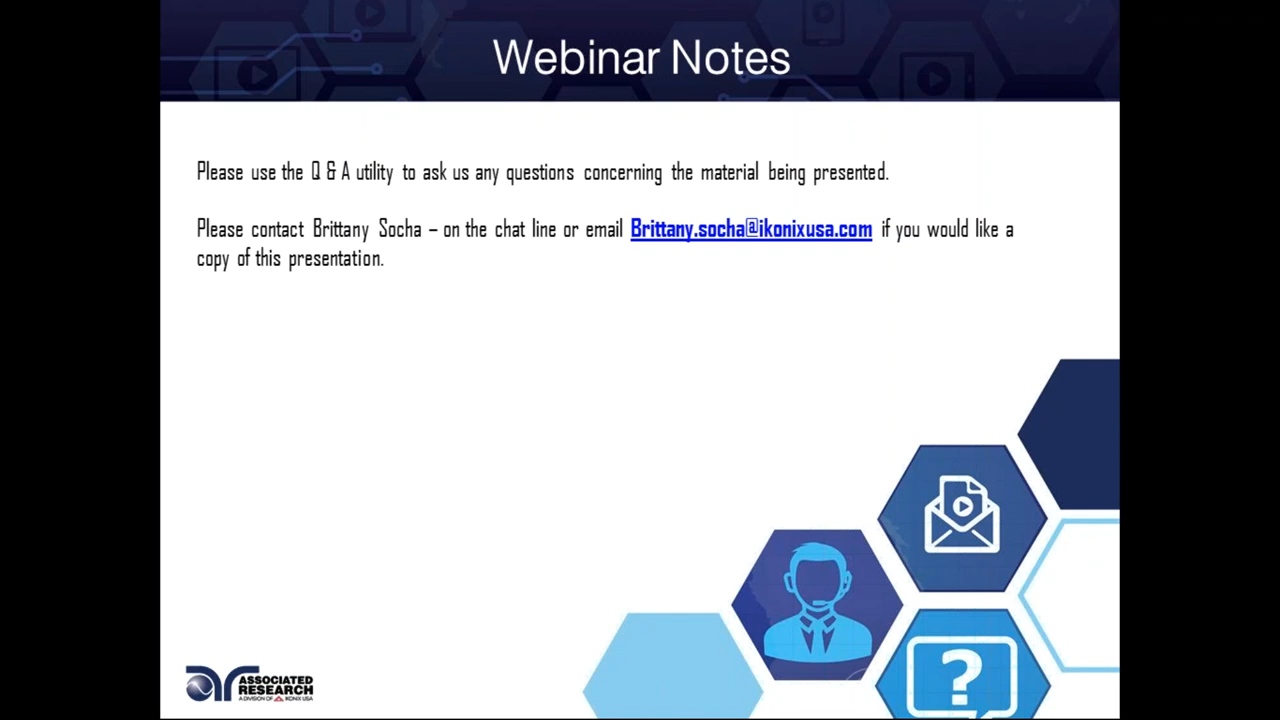 Webinar Notes
Please use the Q & A utility to ask us any questions concerning the material being presented.
Please contact Brittany Socha – on the chat line or email Brittany.socha@ikonixusa.com if you would like a
copy of this presentation.
?
ar ASSOCIATED
RESEARCH
A DIVISION OF IKONIX USA